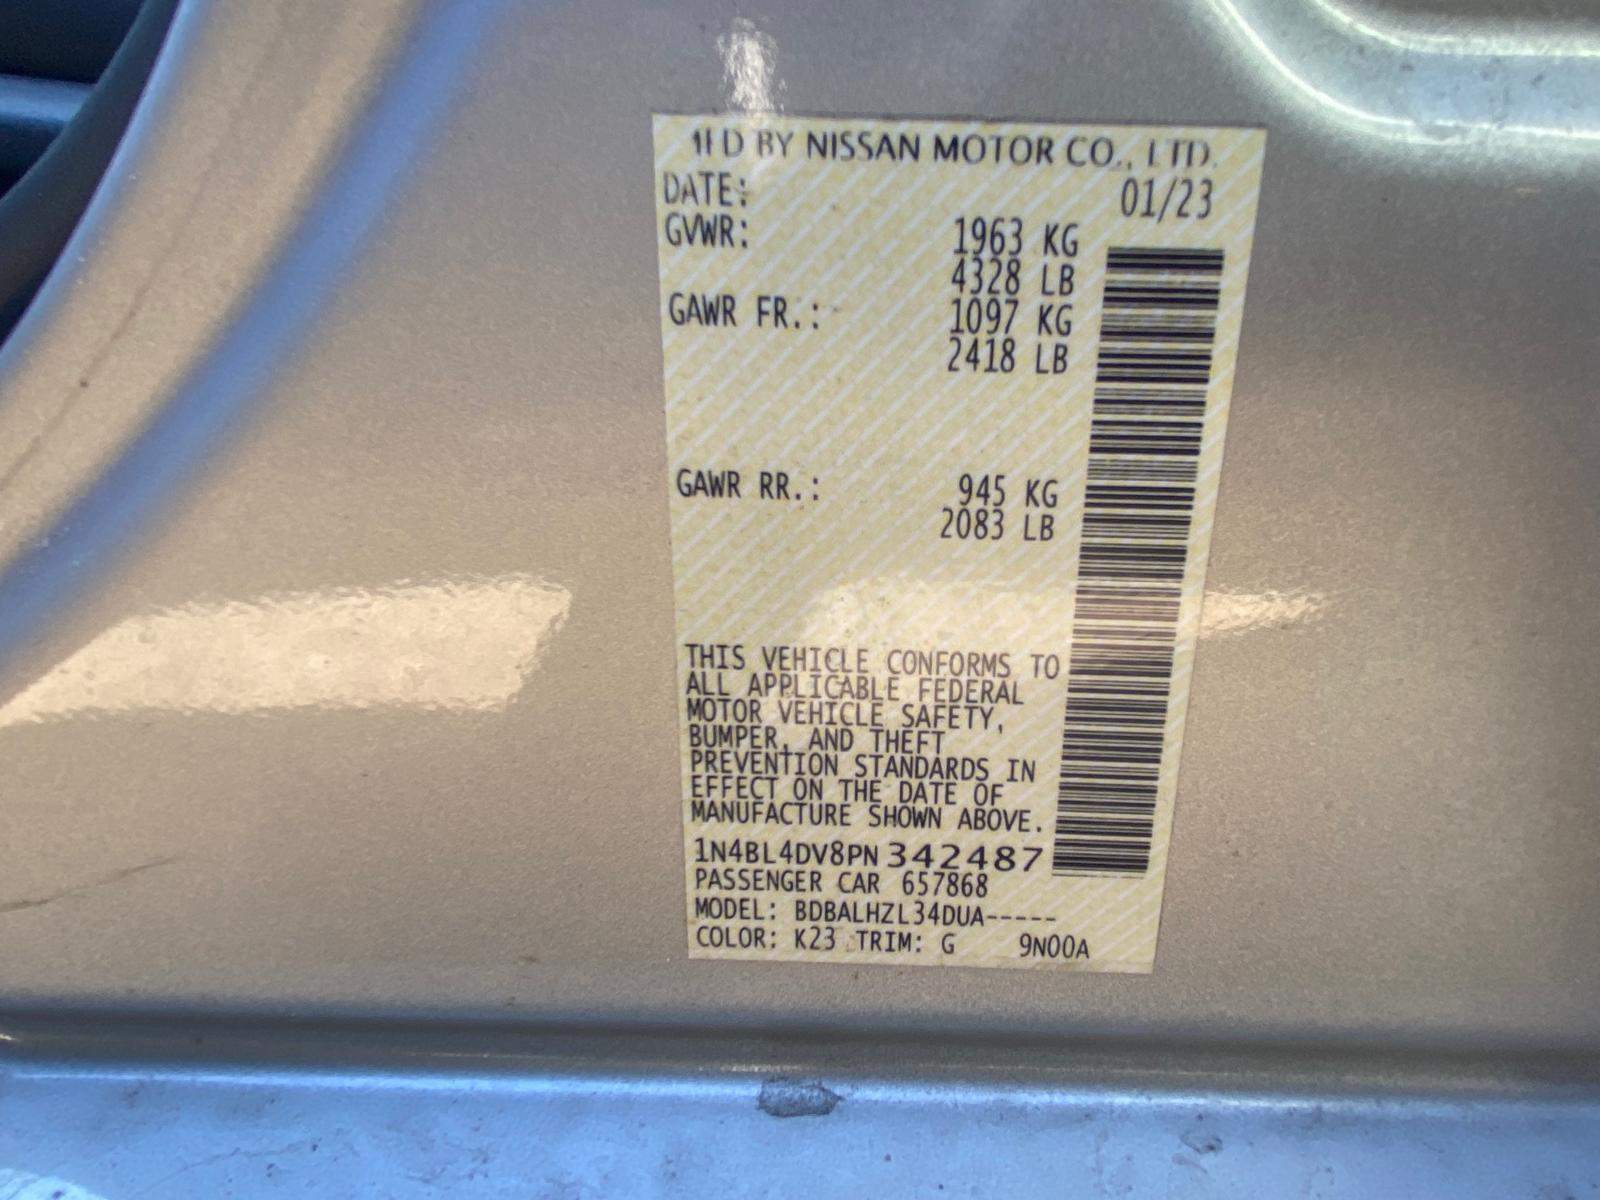 MFD BY NISSAN MOTOR CO., LTD.
DATE: 01/23
GVWR: 1963 KG
4328 LB
GAWR FR.: 1097 KG
2418 LB
GAWR RR.: 945 KG
2083 LB
THIS VEHICLE CONFORMS TO
ALL APPLICABLE FEDERAL
MOTOR VEHICLE SAFETY,
BUMPER, AND THEFT
PREVENTION STANDARDS IN
EFFECT ON THE DATE OF
MANUFACTURE SHOWN ABOVE.
1N4BL4DV8PN342487
PASSENGER CAR 657868
MODEL: BDBALHZL34DUA-----
COLOR: K23 TRIM: G 9N00A